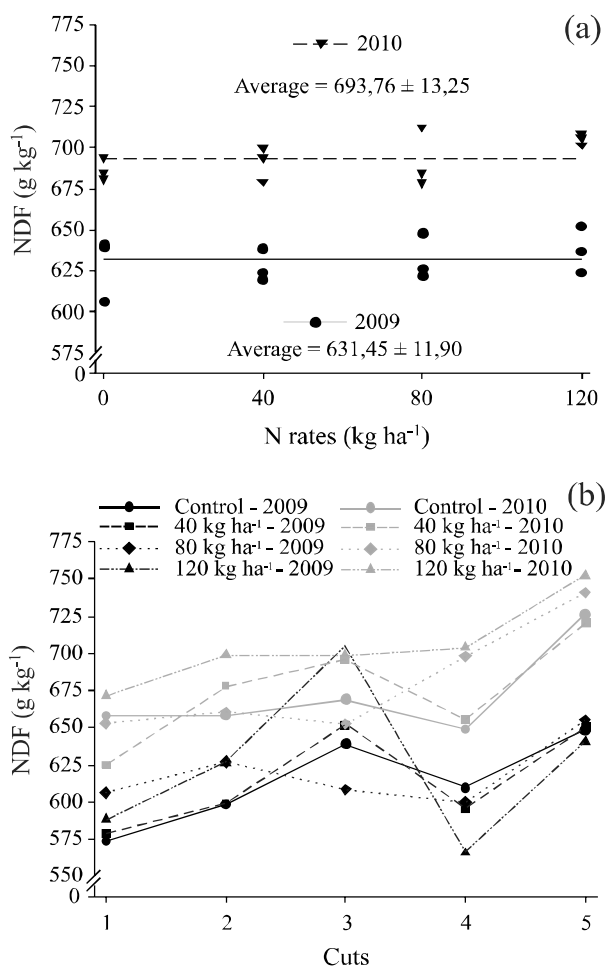 (a)
2010
Average = 693,76 ± 13,25
775
750
725
700
675
650
625
600
575
0
NDF (g kg⁻¹)
2009
Average = 631,45 ± 11,90
0 40 80 120
N rates (kg ha⁻¹)
(b)
Control - 2009
40 kg ha⁻¹ - 2009
80 kg ha⁻¹ - 2009
120 kg ha⁻¹ - 2009
Control - 2010
40 kg ha⁻¹ - 2010
80 kg ha⁻¹ - 2010
120 kg ha⁻¹ - 2010
775
750
725
700
675
650
625
600
575
550
0
NDF (g kg⁻¹)
1 2 3 4 5
Cuts